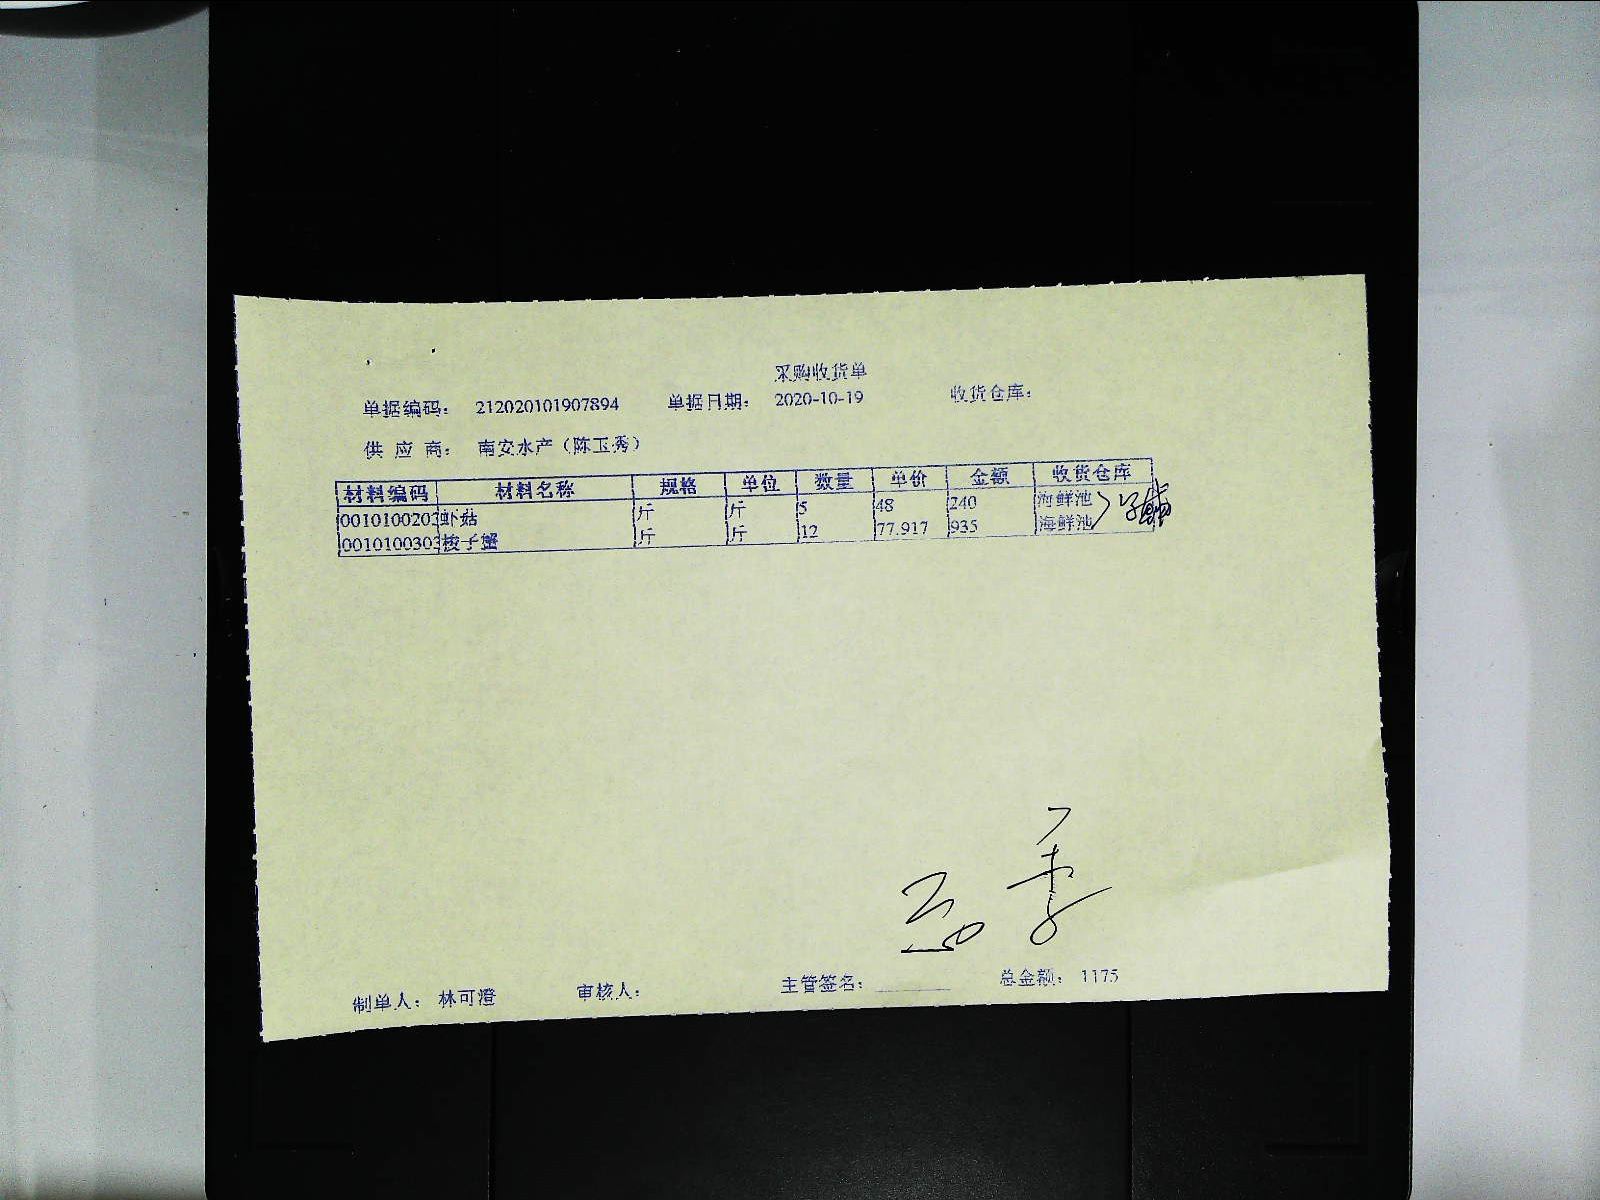 采购收货单
单据编码： 212020101907894 单据日期： 2020-10-19 收货仓库：
供 应 商： 南安水产（陈玉秀）
材料编码 材料名称 规格 单位 数量 单价 金额 收货仓库
0010100202 虾菇 斤 斤 5 48 240 海鲜池
0010100303 梭子蟹 斤 斤 12 77.917 935 海鲜池
制单人： 林可澄 审核人： 主管签名： 总金额： 1175